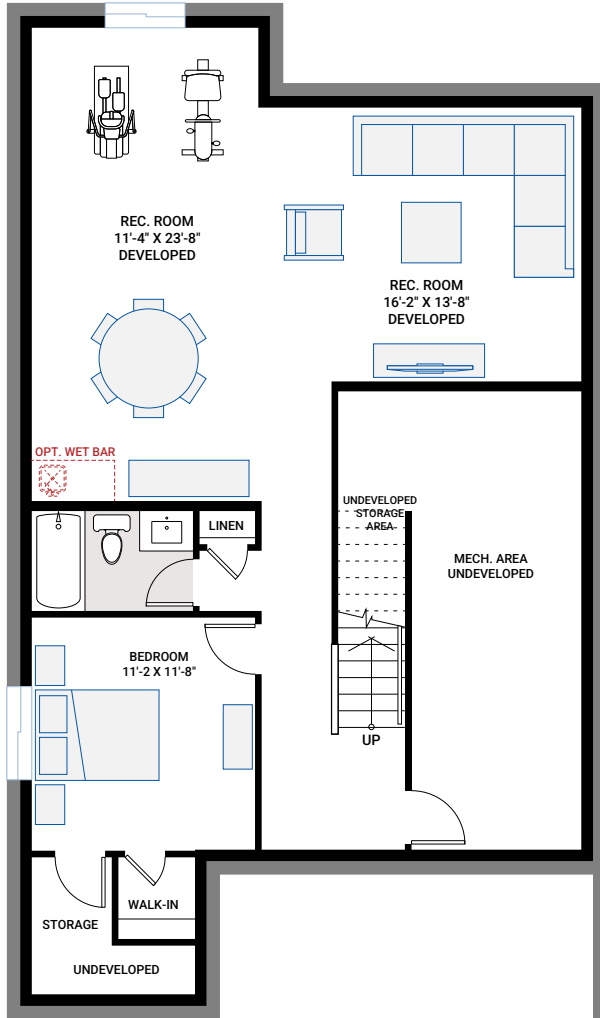 REC. ROOM
11'-4" X 23'-8"
DEVELOPED
REC. ROOM
16'-2" X 13'-8"
DEVELOPED
OPT. WET BAR
LINEN
UNDEVELOPED
STORAGE
AREA
MECH. AREA
UNDEVELOPED
BEDROOM
11'-2 X 11'-8"
UP
WALK-IN
STORAGE
UNDEVELOPED